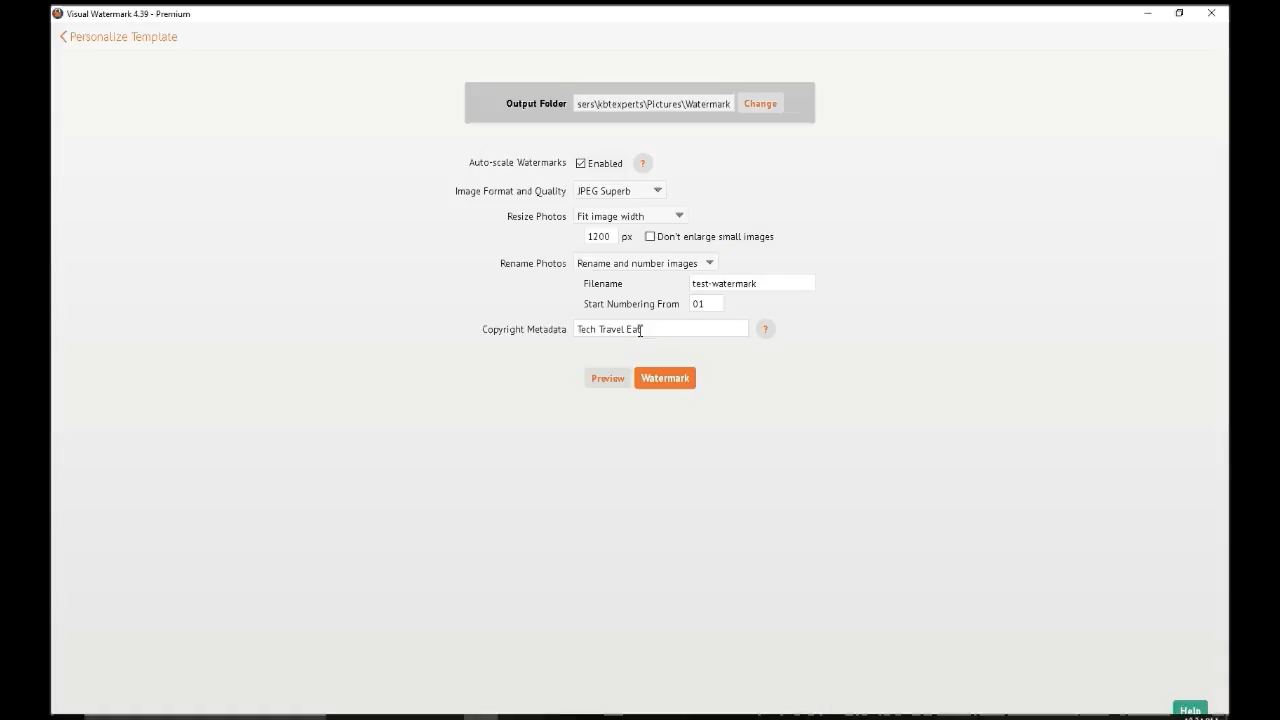 Visual Watermark 4.39 - Premium
Personalize Template
Output Folder sers\kbtexperts\Pictures\Watermark Change
Auto-scale Watermarks Enabled ?
Image Format and Quality JPEG Superb
Resize Photos Fit image width
1200 px Don't enlarge small images
Rename Photos Rename and number images
Filename test-watermark
Start Numbering From 01
Copyright Metadata Tech Travel Eat ?
Preview Watermark
Help